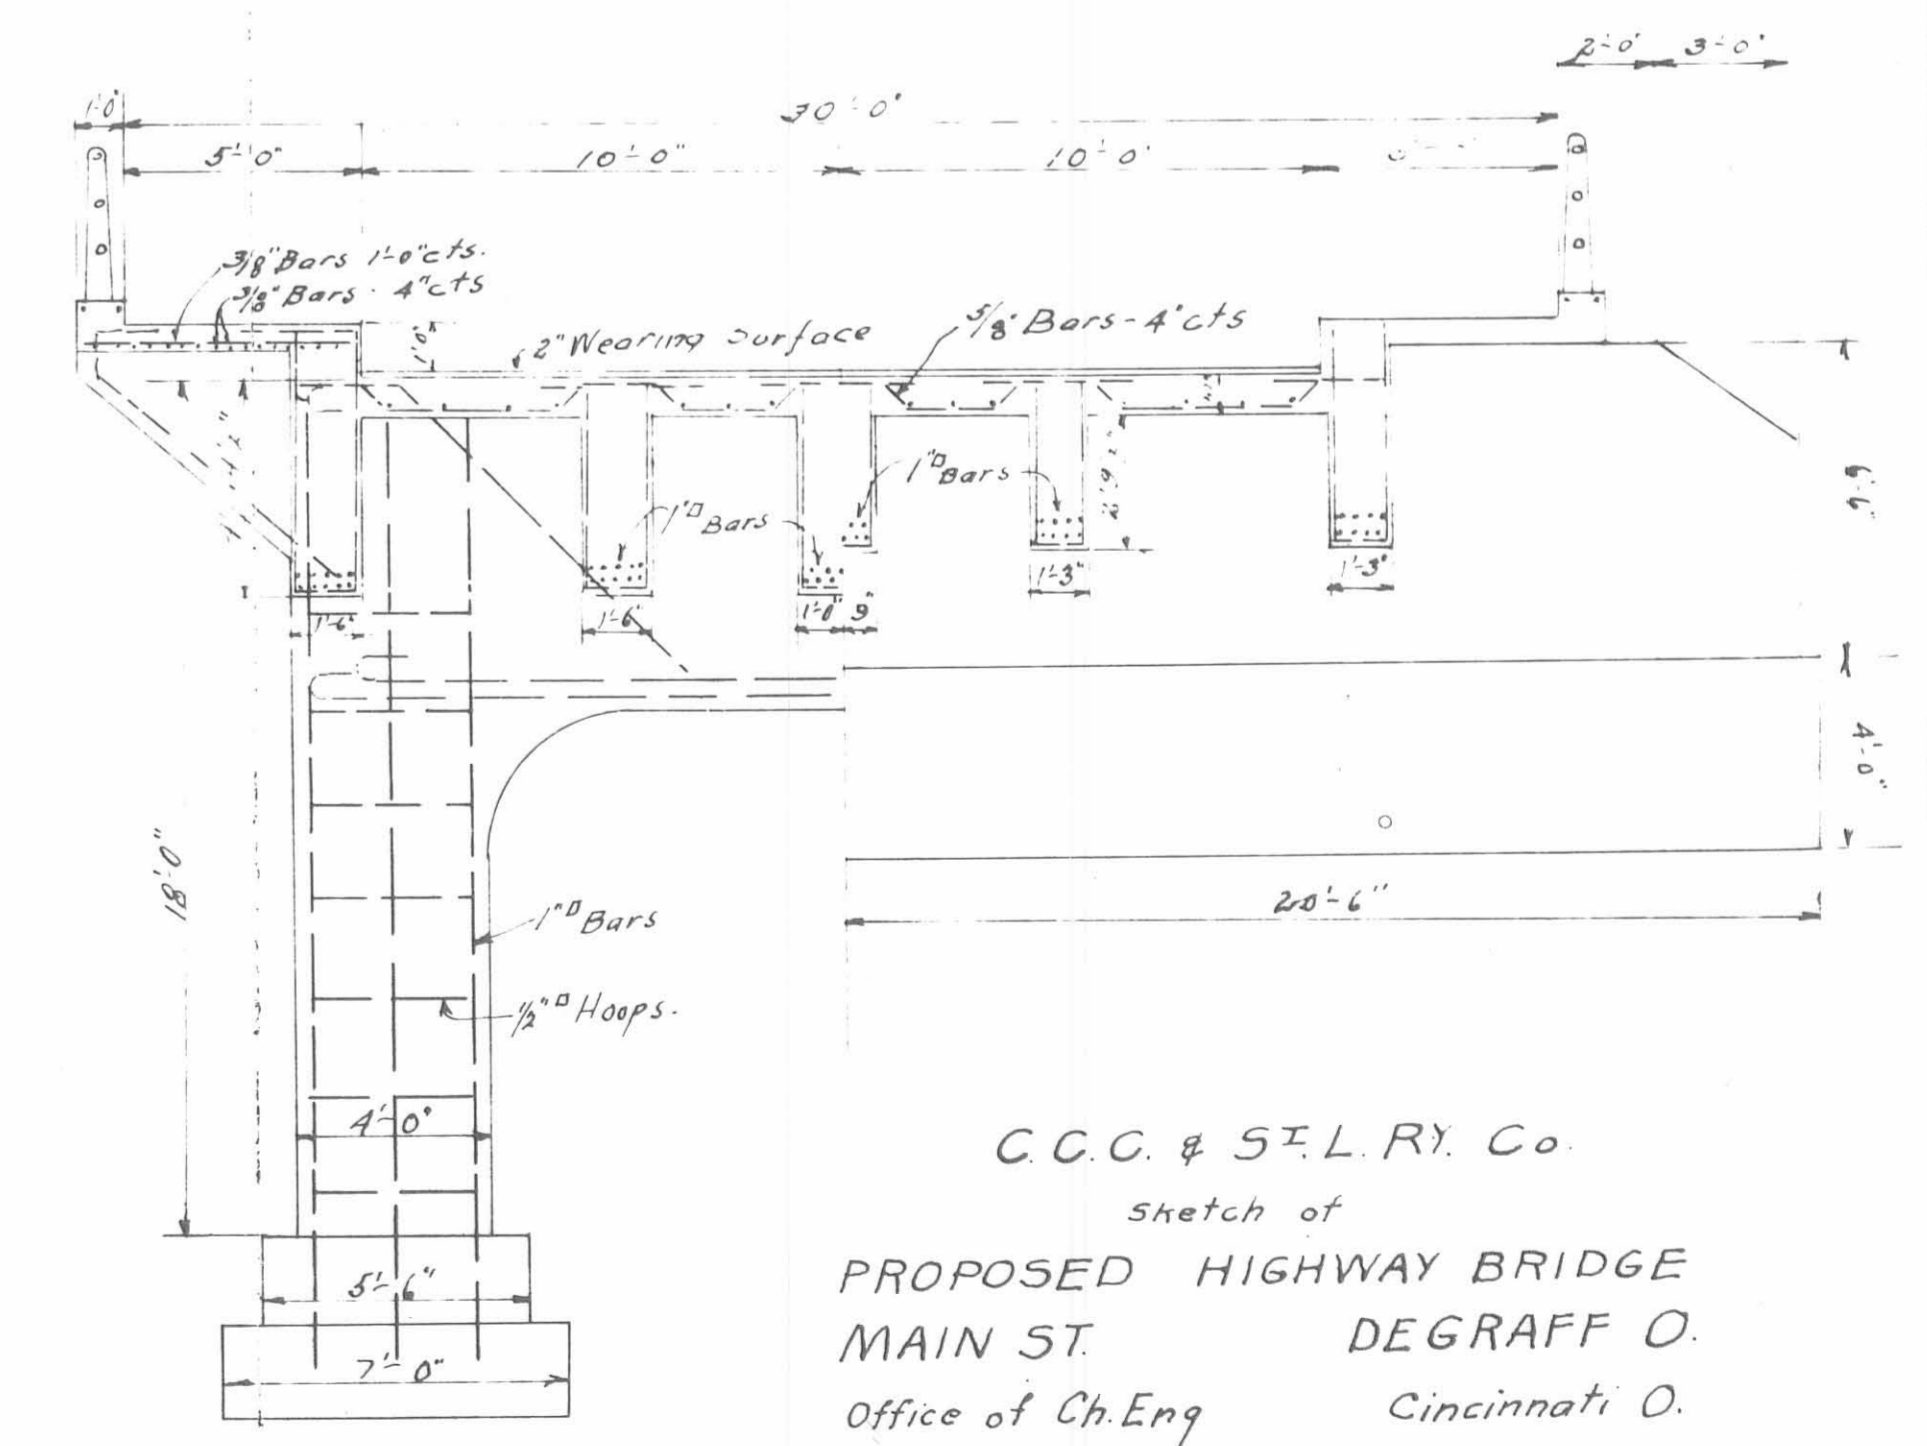 2'-0" 3'-0"
1'-0" 30'-0"
5'-0" 10'-0" 10'-0"
3/8" Bars 1'-0" cts.
3/8" Bars - 4" cts
1'-0"
2" Wearing Surface
5/8" Bars - 4" cts
1"□ Bars
1"□ Bars
6'-6"
1'-6" 1'-6" 1'-0" 9" 1'-3" 1'-3"
4'-0"
18'-0"
20'-6"
1"□ Bars
1/2"□ Hoops.
4'-0"
5'-6"
7'-0"
C.C.C. & ST. L. RY. Co.
Sketch of
PROPOSED HIGHWAY BRIDGE
MAIN ST. DEGRAFF O.
Office of Ch. Eng Cincinnati O.